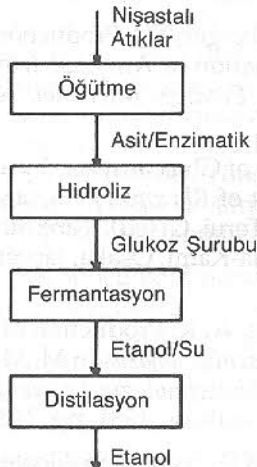 Nişastalı
Atıklar
Öğütme
Asit/Enzimatik
Hidroliz
Glukoz Şurubu
Fermantasyon
Etanol/Su
Distilasyon
Etanol